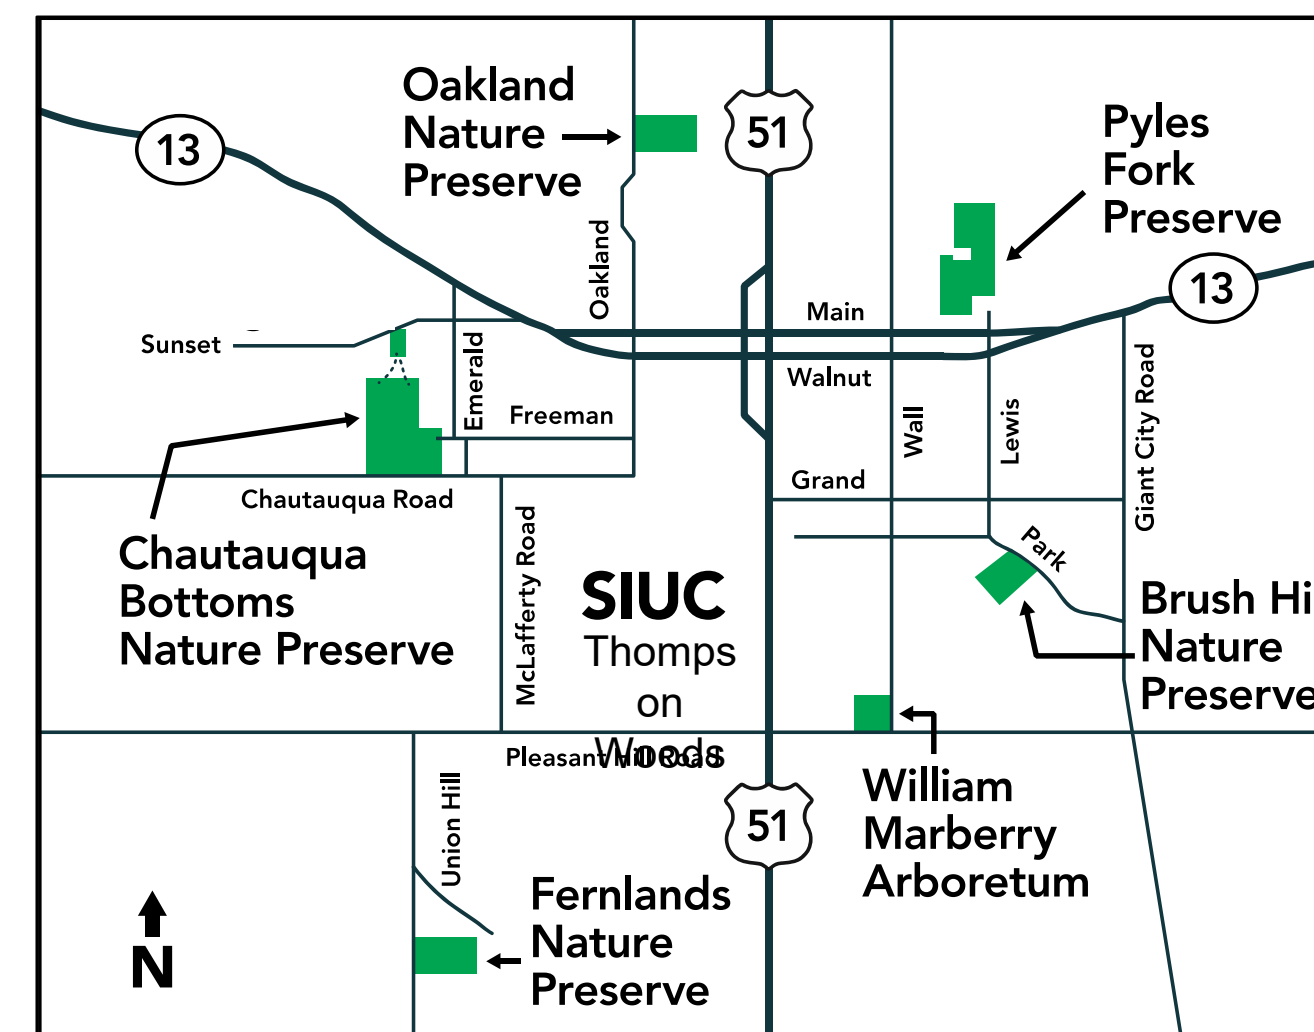 Oakland
Nature
Preserve
51
Pyles
Fork
Preserve
13
13
Oakland
Main
Sunset
Emerald
Walnut
Freeman
Wall
Lewis
Giant City Road
Grand
Chautauqua Road
McLafferty Road
Park
Chautauqua
Bottoms
Nature Preserve
SIUC
Thomps
on
Woods
Brush Hi
Nature
Preserve
Pleasant Hill Road
Union Hill
51
William
Marberry
Arboretum
Fernlands
Nature
Preserve
N